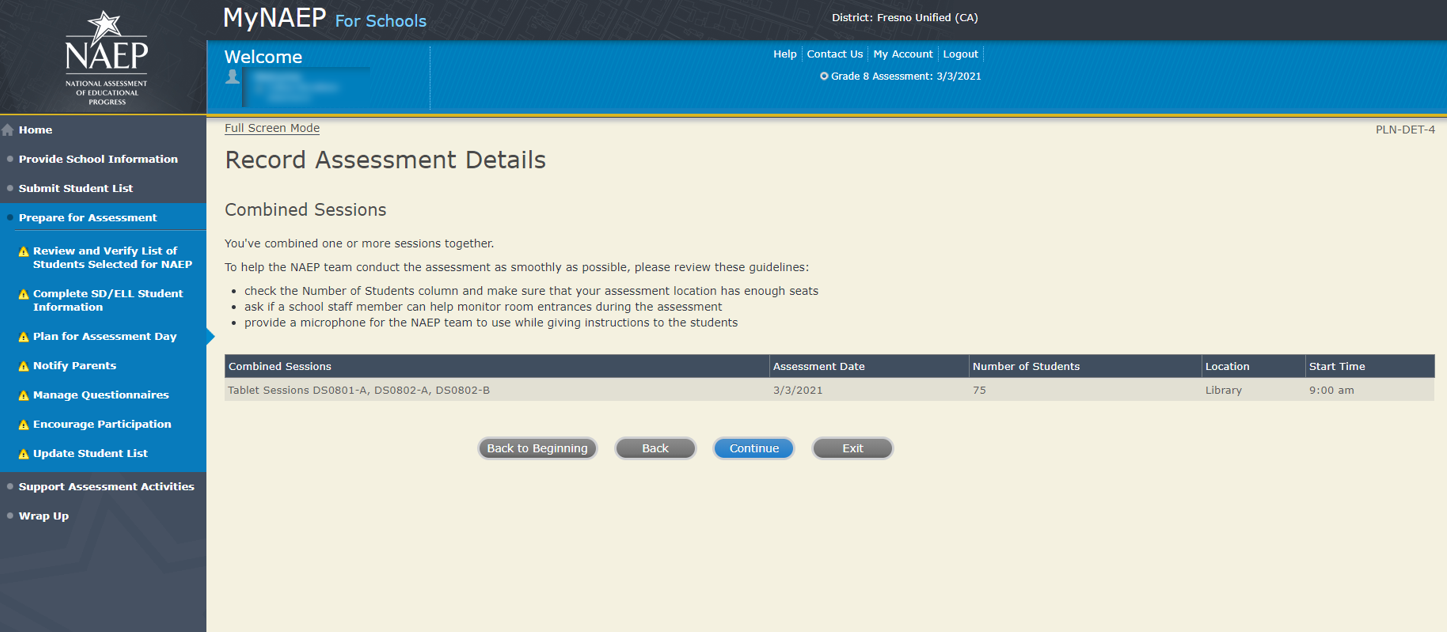 NAEP
NATIONAL ASSESSMENT
OF EDUCATIONAL
PROGRESS
MyNAEP For Schools
District: Fresno Unified (CA)
Welcome
Help Contact Us My Account Logout
Grade 8 Assessment: 3/3/2021
Home
Provide School Information
Submit Student List
Prepare for Assessment
Review and Verify List of
Students Selected for NAEP
Complete SD/ELL Student
Information
Plan for Assessment Day
Notify Parents
Manage Questionnaires
Encourage Participation
Update Student List
Support Assessment Activities
Wrap Up
Full Screen Mode
PLN-DET-4
Record Assessment Details
Combined Sessions
You've combined one or more sessions together.
To help the NAEP team conduct the assessment as smoothly as possible, please review these guidelines:
• check the Number of Students column and make sure that your assessment location has enough seats
• ask if a school staff member can help monitor room entrances during the assessment
• provide a microphone for the NAEP team to use while giving instructions to the students
Combined Sessions Assessment Date Number of Students Location Start Time
Tablet Sessions DS0801-A, DS0802-A, DS0802-B 3/3/2021 75 Library 9:00 am
Back to Beginning Back Continue Exit